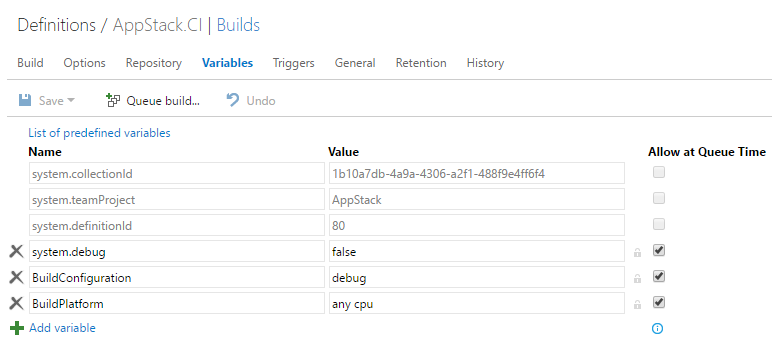 Definitions / AppStack.CI | Builds
Build Options Repository Variables Triggers General Retention History
Save Queue build... Undo
List of predefined variables
Name Value Allow at Queue Time
system.collectionId 1b10a7db-4a9a-4306-a2f1-488f9e4ff6f4
system.teamProject AppStack
system.definitionId 80
system.debug false
BuildConfiguration debug
BuildPlatform any cpu
Add variable